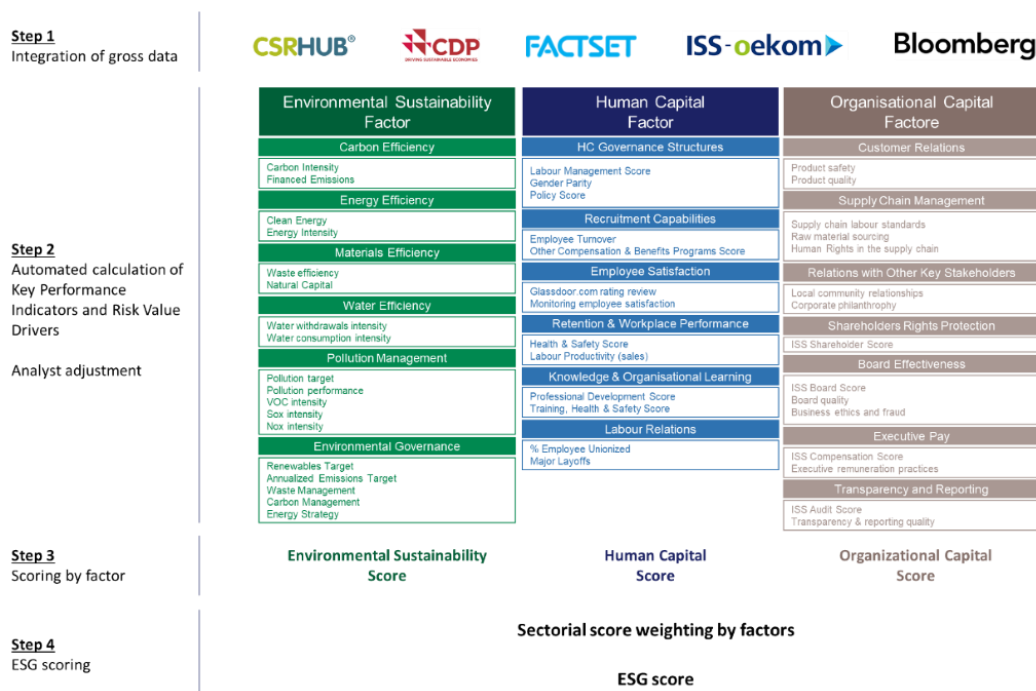 Step 1
Integration of gross data
CSRHUB®
CDP
DRIVING SUSTAINABLE ECONOMIES
FACTSET
ISS-oekom
Bloomberg
Step 2
Automated calculation of
Key Performance
Indicators and Risk Value
Drivers
Analyst adjustment
Environmental Sustainability
Factor
Carbon Efficiency
Carbon Intensity
Financed Emissions
Energy Efficiency
Clean Energy
Energy Intensity
Materials Efficiency
Waste efficiency
Natural Capital
Water Efficiency
Water withdrawals intensity
Water consumption intensity
Pollution Management
Pollution target
Pollution performance
VOC intensity
Sox intensity
Nox intensity
Environmental Governance
Renewables Target
Annualized Emissions Target
Waste Management
Carbon Management
Energy Strategy
Human Capital
Factor
HC Governance Structures
Labour Management Score
Gender Parity
Policy Score
Recruitment Capabilities
Employee Turnover
Other Compensation & Benefits Programs Score
Employee Satisfaction
Glassdoor.com rating review
Monitoring employee satisfaction
Retention & Workplace Performance
Health & Safety Score
Labour Productivity (sales)
Knowledge & Organisational Learning
Professional Development Score
Training, Health & Safety Score
Labour Relations
% Employee Unionized
Major Layoffs
Organisational Capital
Factore
Customer Relations
Product safety
Product quality
Supply Chain Management
Supply chain labour standards
Raw material sourcing
Human Rights in the supply chain
Relations with Other Key Stakeholders
Local community relationships
Corporate philanthropy
Shareholders Rights Protection
ISS Shareholder Score
Board Effectiveness
ISS Board Score
Board quality
Business ethics and fraud
Executive Pay
ISS Compensation Score
Executive remuneration practices
Transparency and Reporting
ISS Audit Score
Transparency & reporting quality
Step 3
Scoring by factor
Environmental Sustainability
Score
Human Capital
Score
Organizational Capital
Score
Step 4
ESG scoring
Sectorial score weighting by factors
ESG score